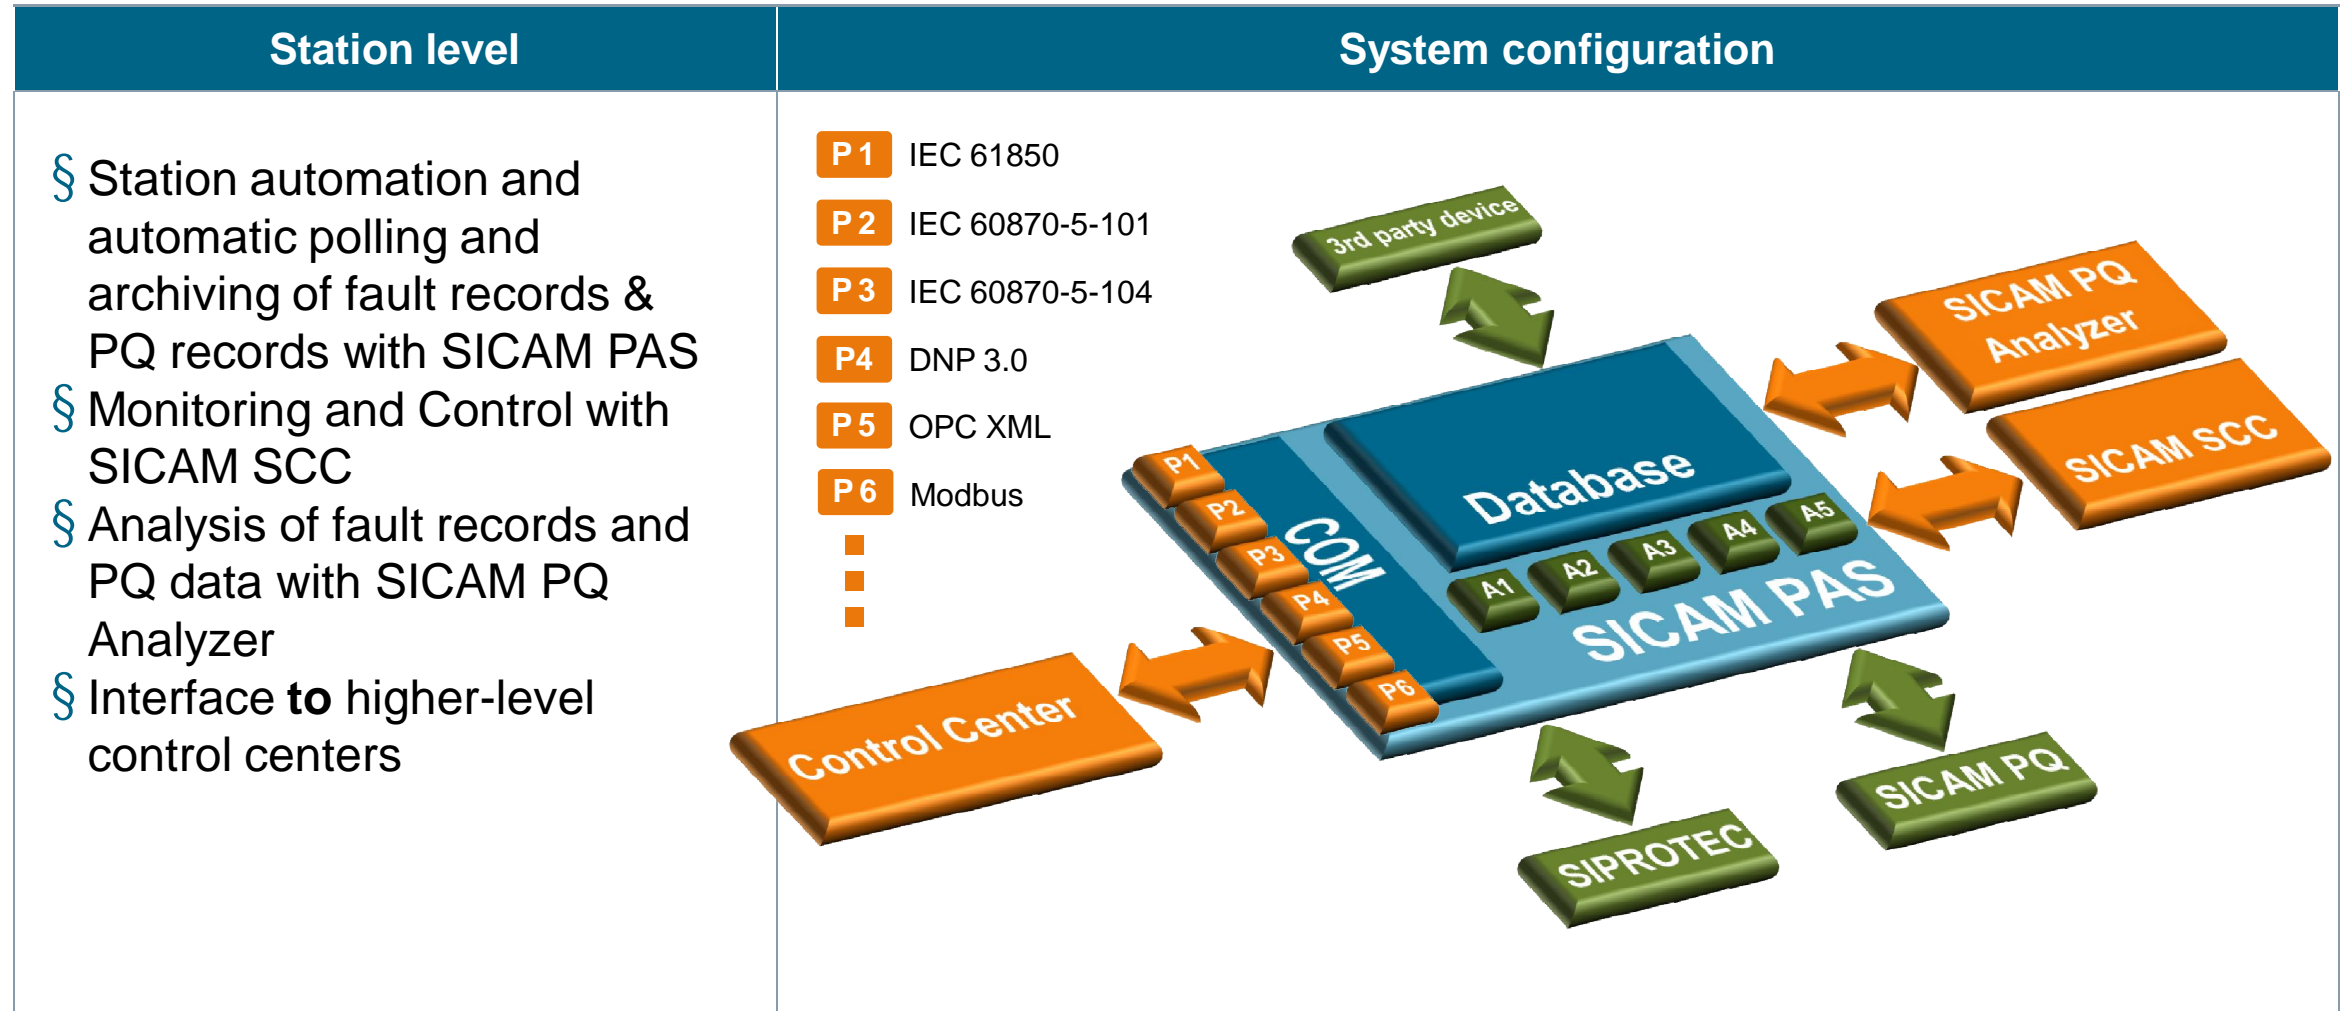 Station level
System configuration
§ Station automation and
automatic polling and
archiving of fault records &
PQ records with SICAM PAS
§ Monitoring and Control with
SICAM SCC
§ Analysis of fault records and
PQ data with SICAM PQ
Analyzer
§ Interface to higher-level
control centers
P 1 IEC 61850
P 2 IEC 60870-5-101
P 3 IEC 60870-5-104
P4 DNP 3.0
P 5 OPC XML
P 6 Modbus
3rd party device
SICAM PQ
Analyzer
SICAM SCC
Database
COM
P1
P2
P3
P4
P5
P6
A1
A2
A3
A4
A5
SICAM PAS
Control Center
SICAM PQ
SIPROTEC